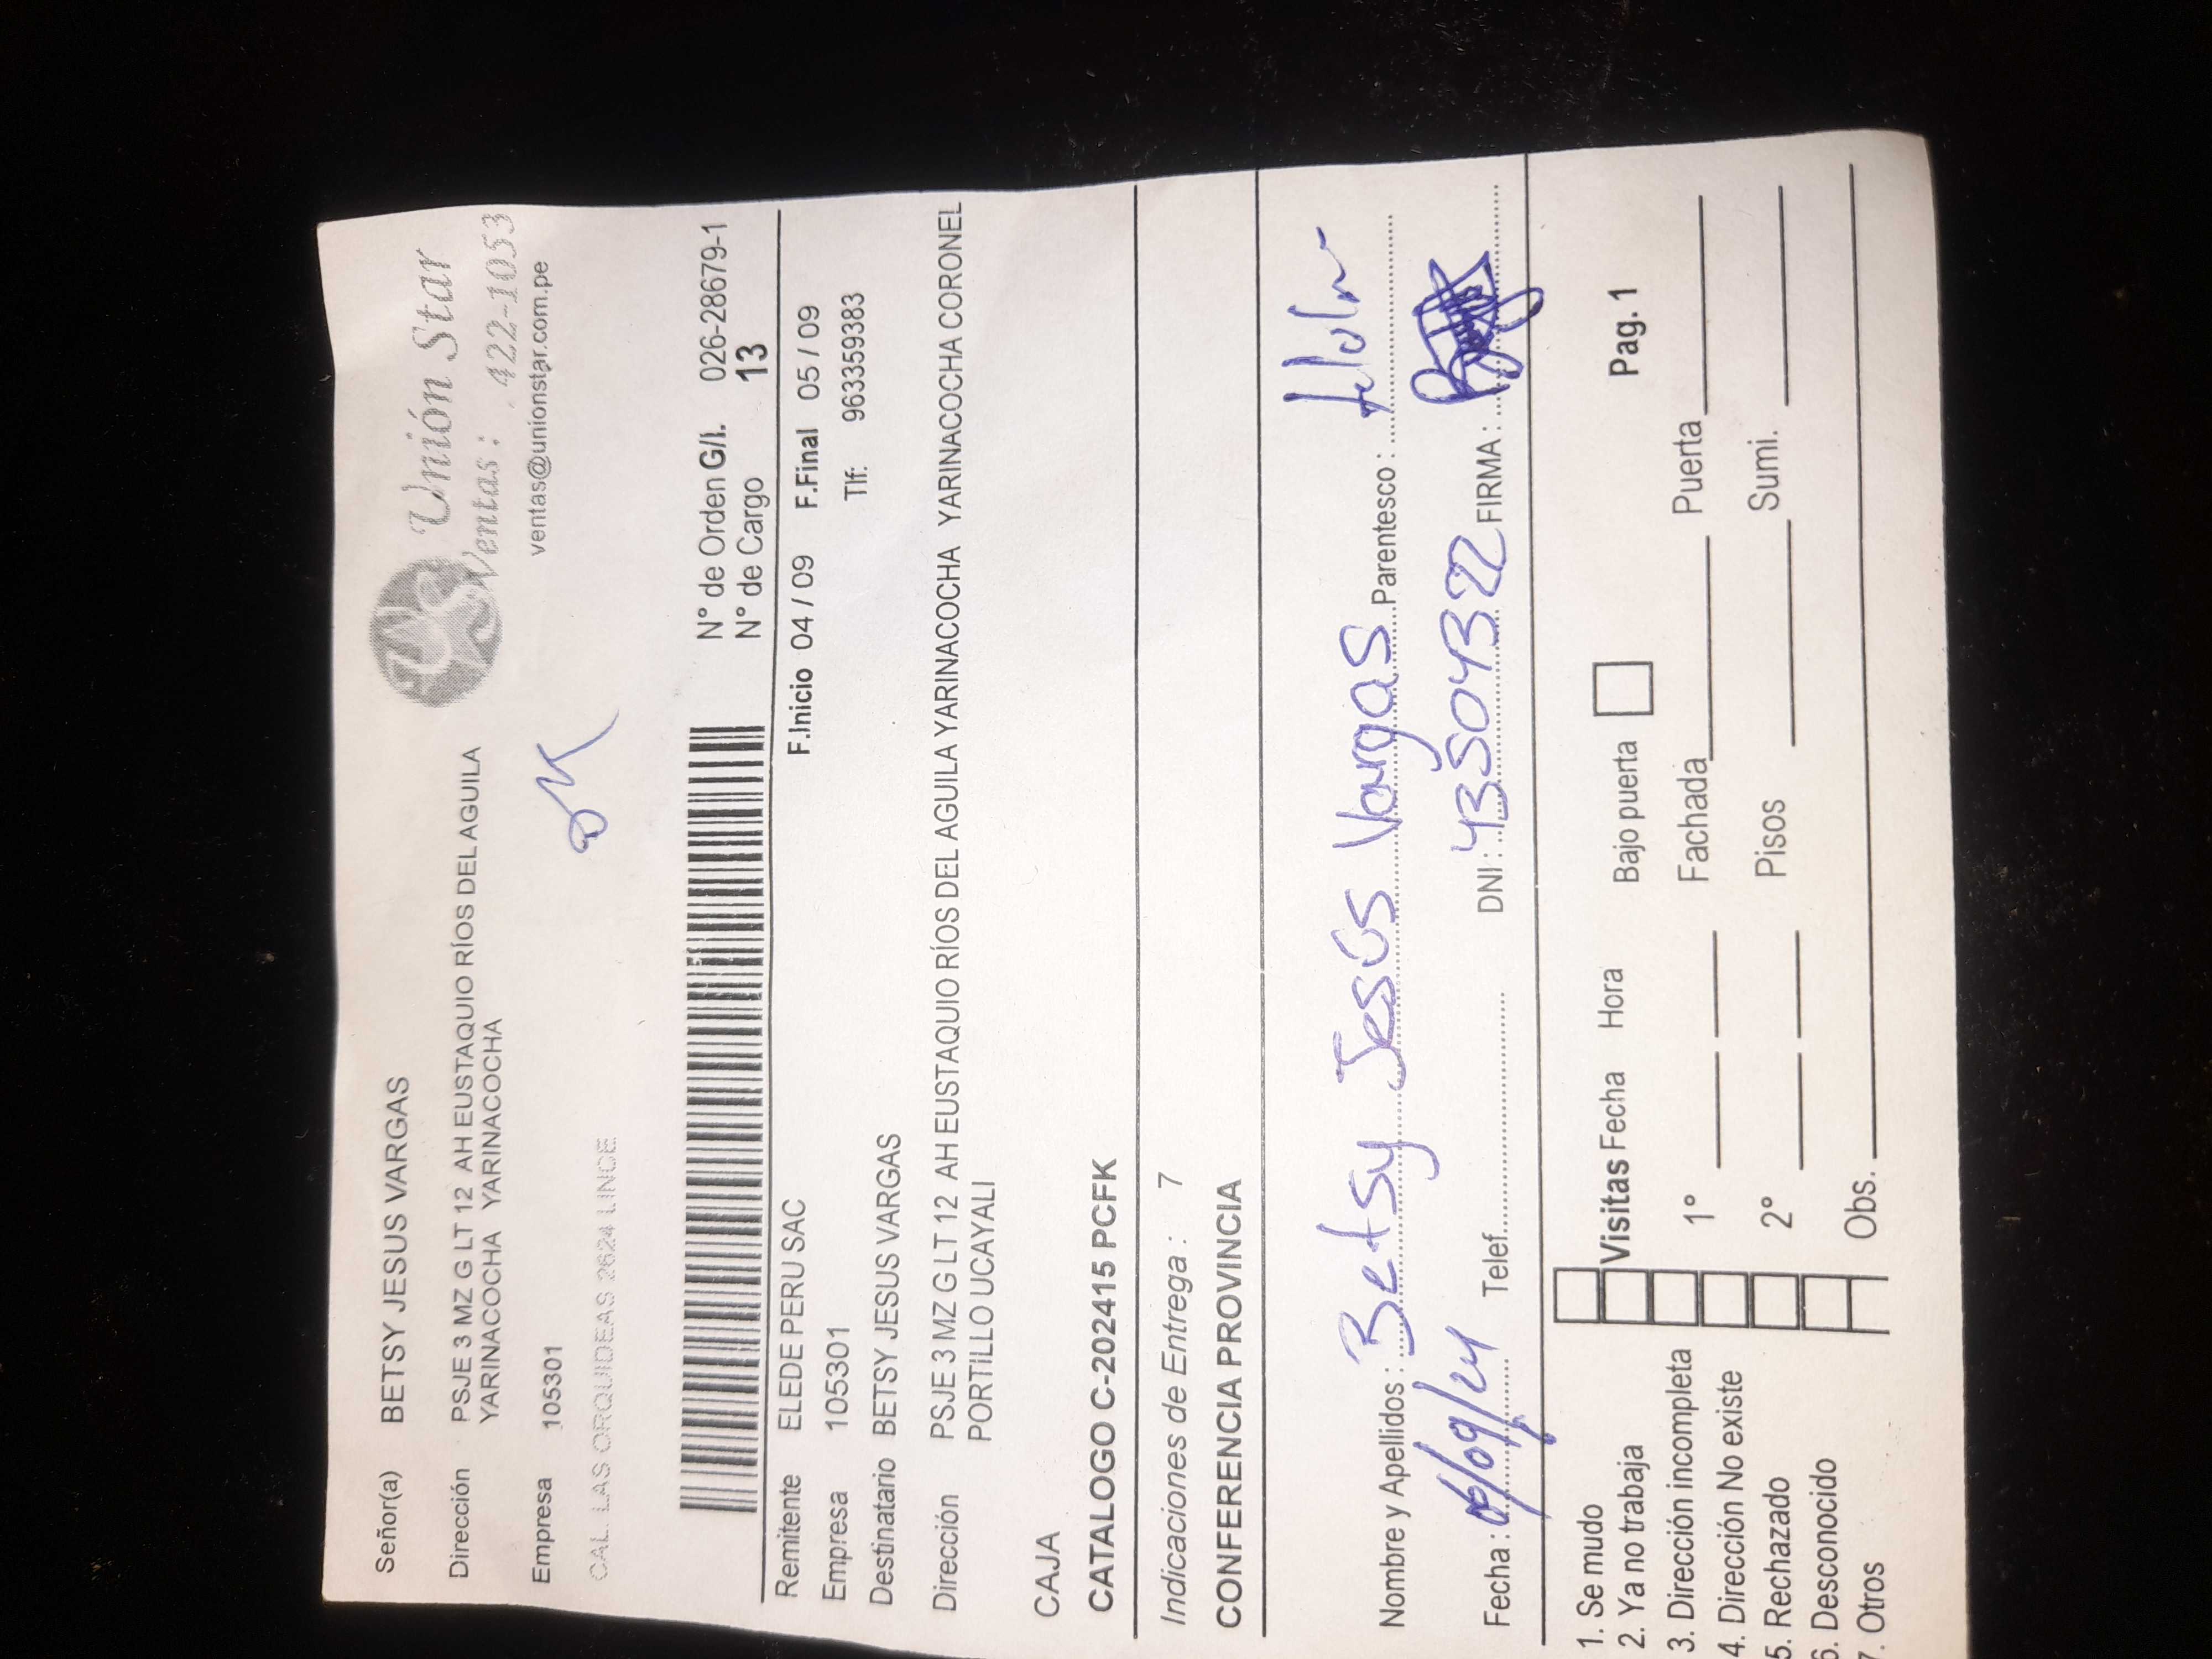 Señor(a) BETSY JESUS VARGAS
Unión Star
Ventas : 422-1053
ventas@unionstar.com.pe
Dirección PSJE 3 MZ G LT 12 AH EUSTAQUIO RÍOS DEL AGUILA
YARINACOCHA YARINACOCHA
Empresa 105301
CAL. LAS ORQUIDEAS 2624 LINCE
N° de Orden G/I. 026-28679-1
N° de Cargo 13
Remitente ELEDE PERU SAC F.Inicio 04 / 09 F.Final 05 / 09
Empresa 105301 Tlf: 963359383
Destinatario BETSY JESUS VARGAS
Dirección PSJE 3 MZ G LT 12 AH EUSTAQUIO RÍOS DEL AGUILA YARINACOCHA YARINACOCHA CORONEL
PORTILLO UCAYALI
CAJA
CATALOGO C-202415 PCFK
Indicaciones de Entrega : 7
CONFERENCIA PROVINCIA
Nombre y Apellidos : Betsy Jesús Vargas Parentesco :
Fecha : 06/09/24 Telef. DNI : 43504322 FIRMA :
1. Se mudo
2. Ya no trabaja Visitas Fecha Hora Bajo puerta Pag. 1
3. Dirección incompleta
4. Dirección No existe 1° Fachada Puerta
5. Rechazado 2° Pisos Sumi.
6. Desconocido
7. Otros Obs.